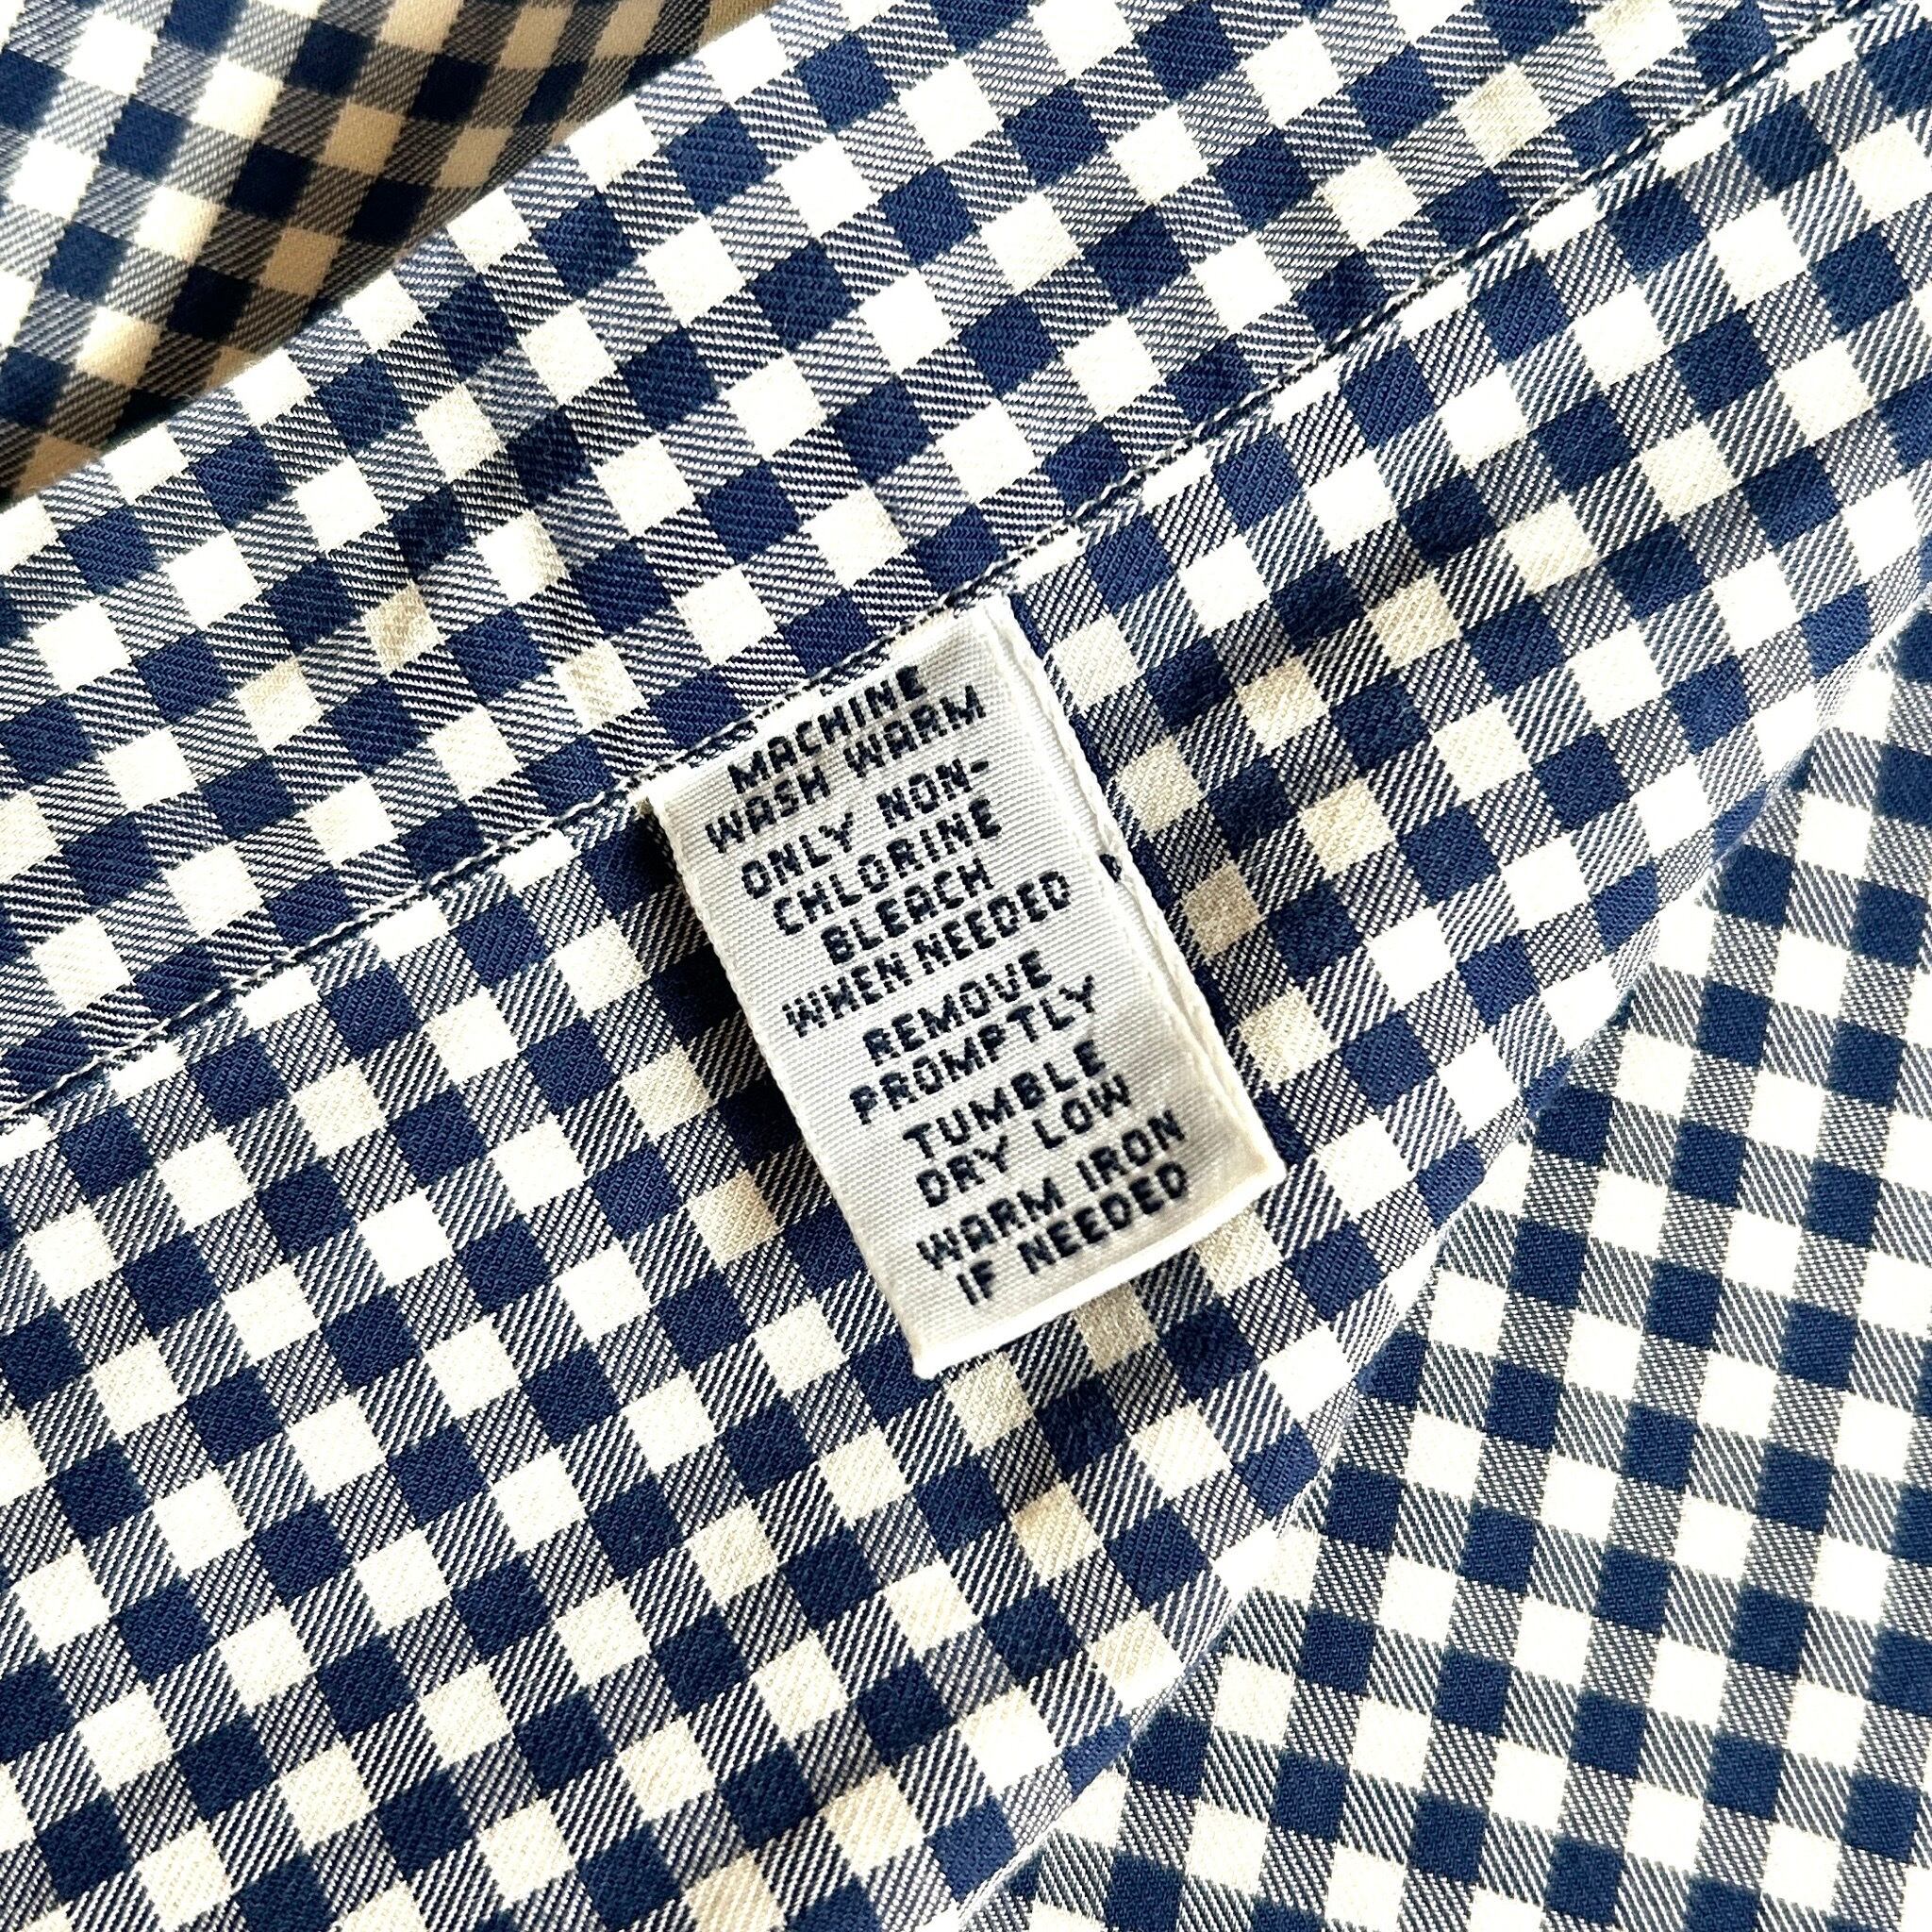 MACHINE
WASH WARM
ONLY NON-
CHLORINE
BLEACH
WHEN NEEDED
REMOVE
PROMPTLY
TUMBLE
DRY LOW
WARM IRON
IF NEEDED